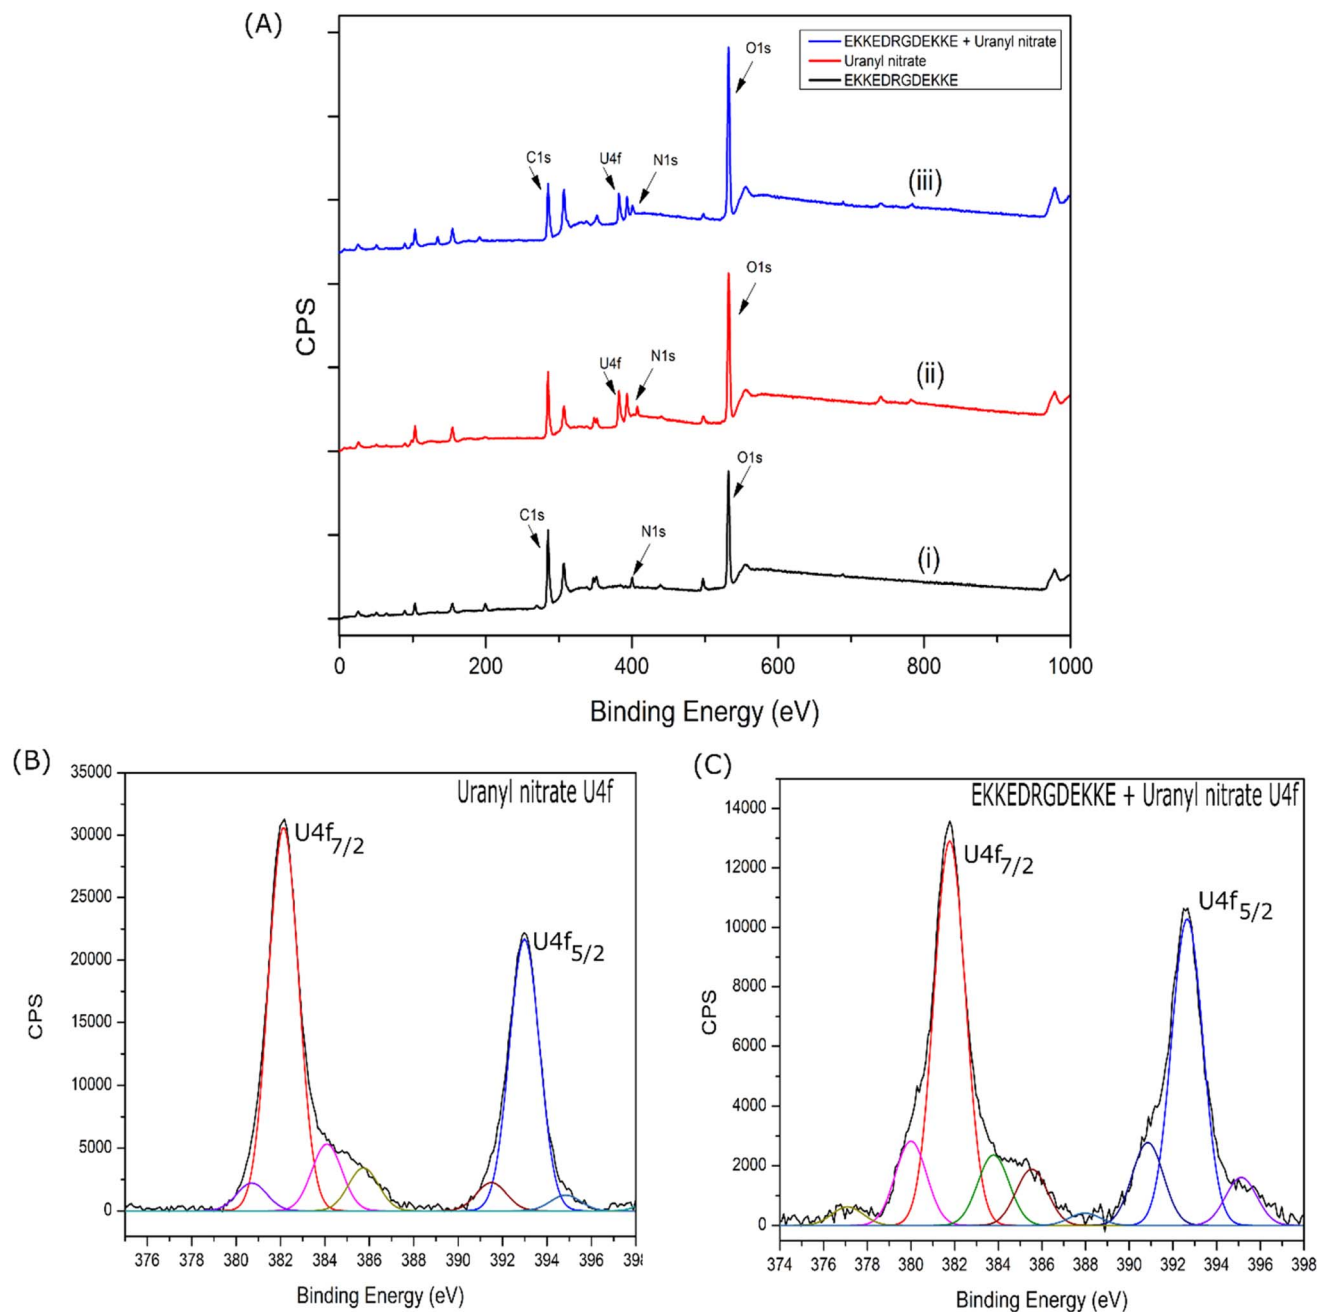 (A)
EKKEDRGDEKKE + Uranyl nitrate
Uranyl nitrate
EKKEDRGDEKKE
O1s
C1s
U4f
N1s
(iii)
O1s
U4f
N1s
(ii)
O1s
C1s
N1s
(i)
CPS
0 200 400 600 800 1000
Binding Energy (eV)
(B)
Uranyl nitrate U4f
U4f7/2
U4f5/2
35000
30000
25000
20000
15000
10000
5000
0
CPS
376 378 380 382 384 386 388 390 392 394 396 398
Binding Energy (eV)
(C)
EKKEDRGDEKKE + Uranyl nitrate U4f
U4f7/2
U4f5/2
14000
12000
10000
8000
6000
4000
2000
0
CPS
374 376 378 380 382 384 386 388 390 392 394 396 398
Binding Energy (eV)